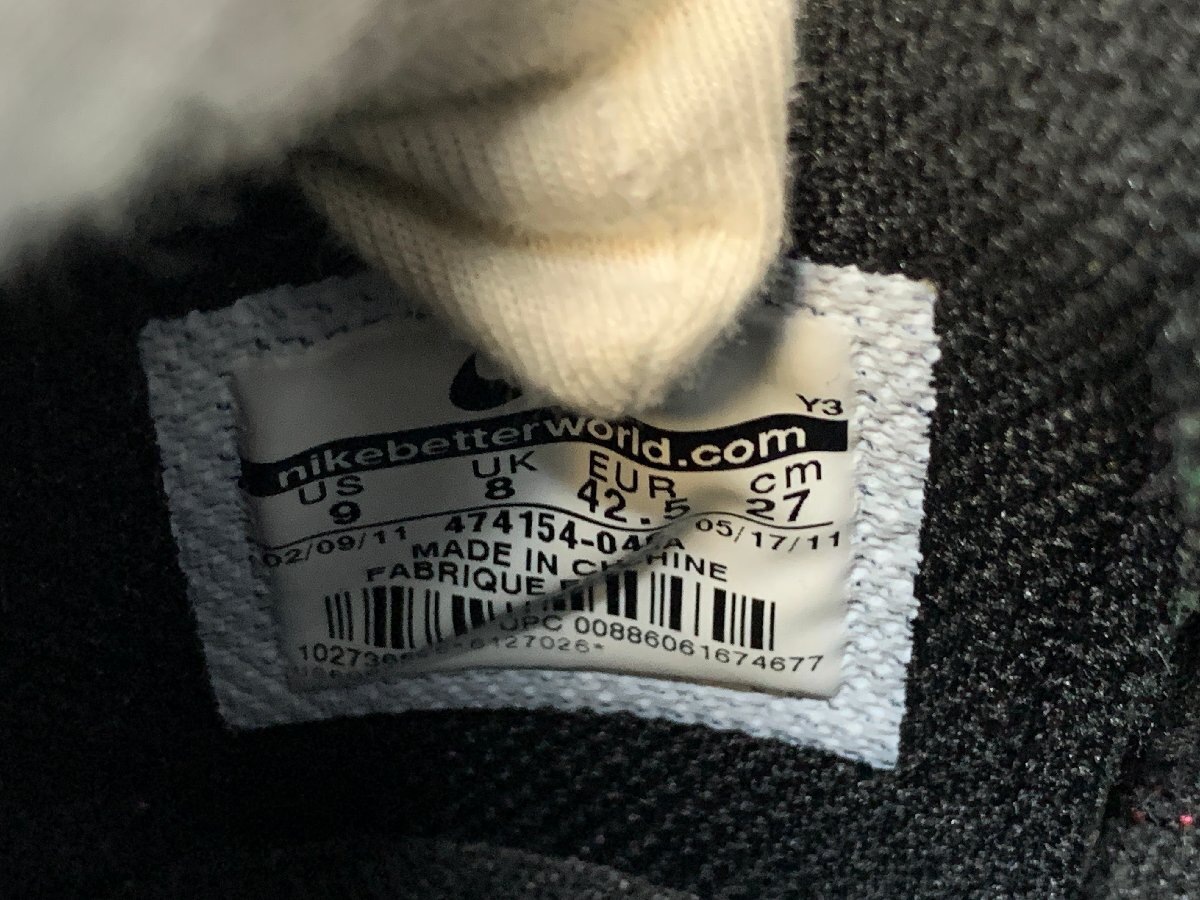 Y3
nikebetterworld.com
US UK EUR cm
9 8 42.5 27
02/09/11 474154-04 05/17/11
MADE IN
FABRIQUE
UPC 00886061674677